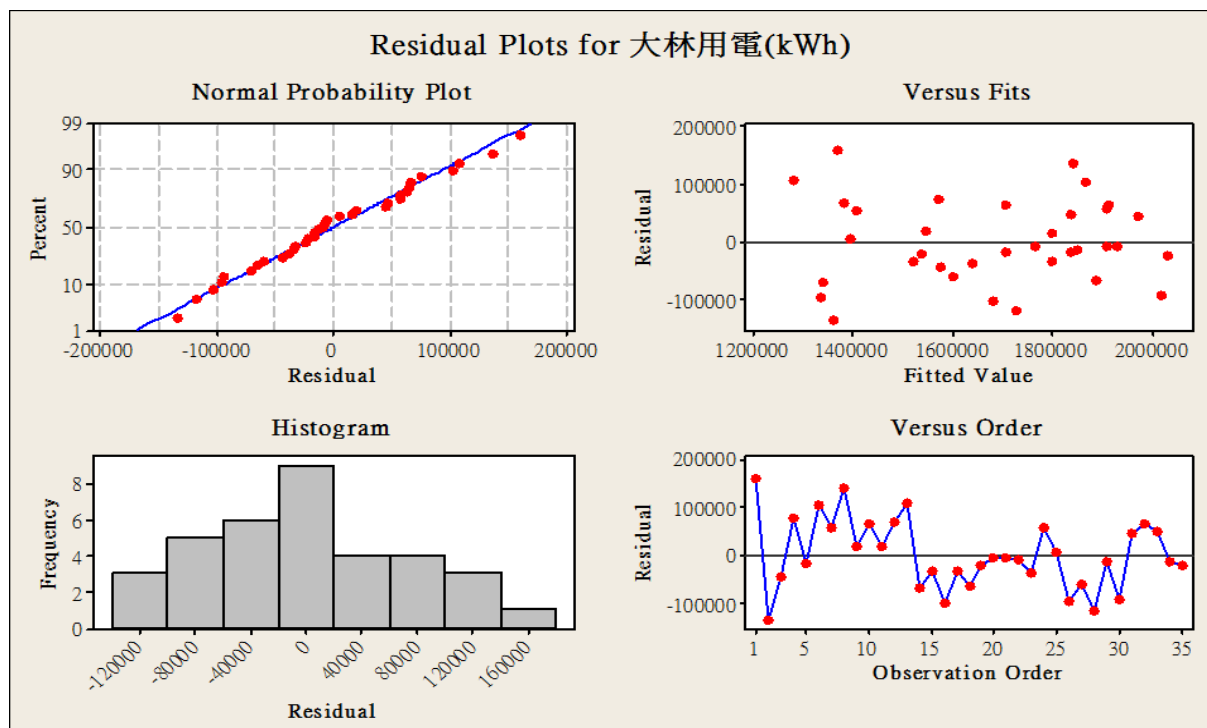 Residual Plots for 大林用電(kWh)
Normal Probability Plot
99
90
50
10
1
Percent
-200000 -100000 0 100000 200000
Residual
Versus Fits
200000
100000
0
-100000
Residual
1200000 1400000 1600000 1800000 2000000
Fitted Value
Histogram
8
6
4
2
0
Frequency
-120000 -80000 -40000 0 40000 80000 120000 160000
Residual
Versus Order
200000
100000
0
-100000
Residual
1 5 10 15 20 25 30 35
Observation Order